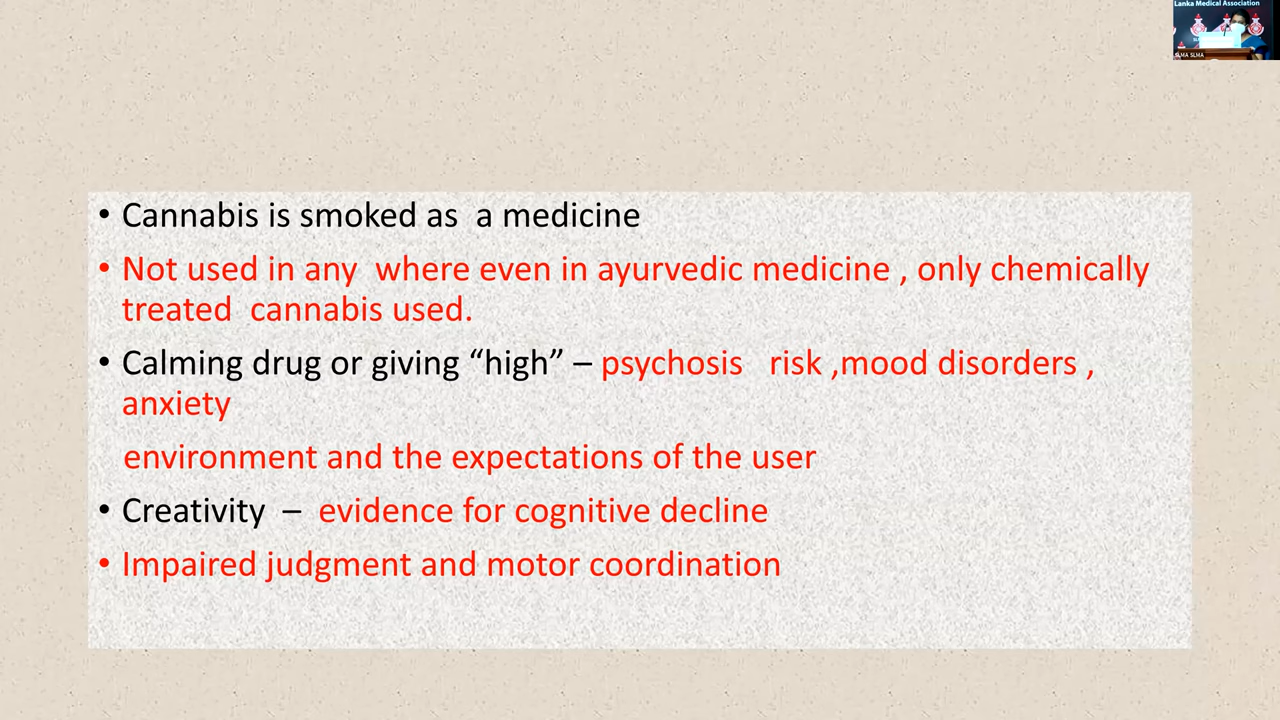 Lanka Medical Association
SLMA SLMA
• Cannabis is smoked as a medicine
• Not used in any where even in ayurvedic medicine , only chemically
treated cannabis used.
• Calming drug or giving “high” – psychosis risk ,mood disorders ,
anxiety
environment and the expectations of the user
• Creativity – evidence for cognitive decline
• Impaired judgment and motor coordination